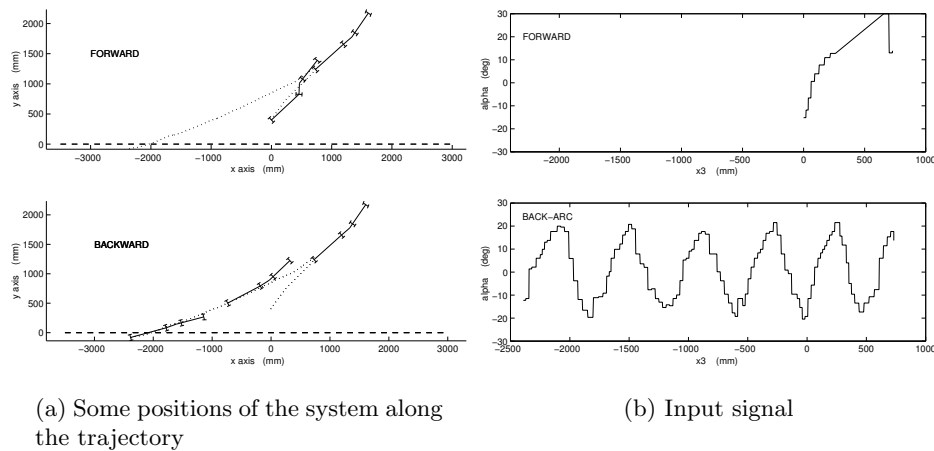 2000
1500
1000
500
0
y axis (mm)
FORWARD
−3000 −2000 −1000 0 1000 2000 3000
x axis (mm)
30
20
10
0
−10
−20
−30
alpha (deg)
FORWARD
−2000 −1500 −1000 −500 0 500 1000
x3 (mm)
2000
1500
1000
500
0
y axis (mm)
BACKWARD
−3000 −2000 −1000 0 1000 2000 3000
x axis (mm)
30
20
10
0
−10
−20
−30
alpha (deg)
BACK−ARC
−2500 −2000 −1500 −1000 −500 0 500 1000
x3 (mm)
(a) Some positions of the system along
the trajectory
(b) Input signal